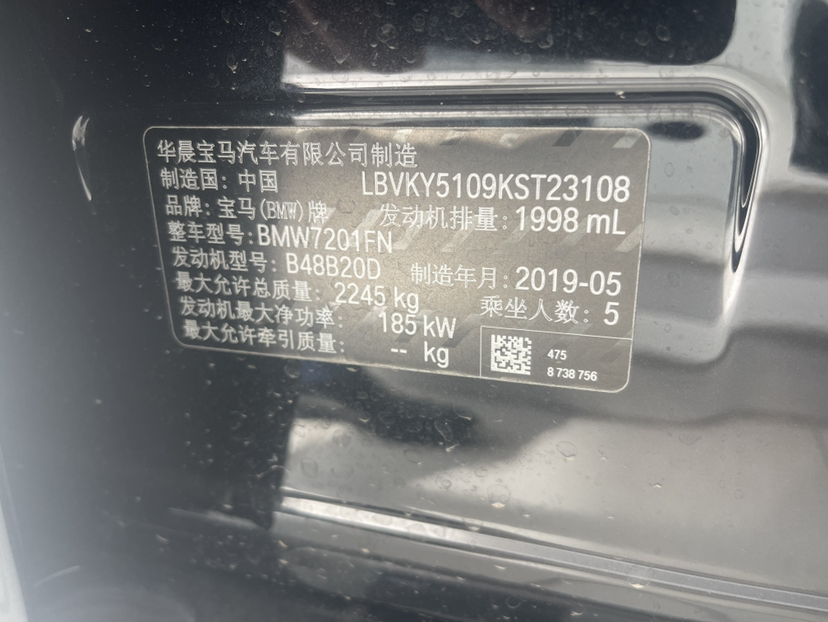 华晨宝马汽车有限公司制造
制造国: 中国 LBVKY5109KST23108
品牌: 宝马(BMW)牌 发动机排量: 1998 mL
整车型号: BMW7201FN
发动机型号: B48B20D 制造年月: 2019-05
最大允许总质量: 2245 kg 乘坐人数: 5
发动机最大净功率: 185 kW
最大允许牵引质量: -- kg
475
8 738 756